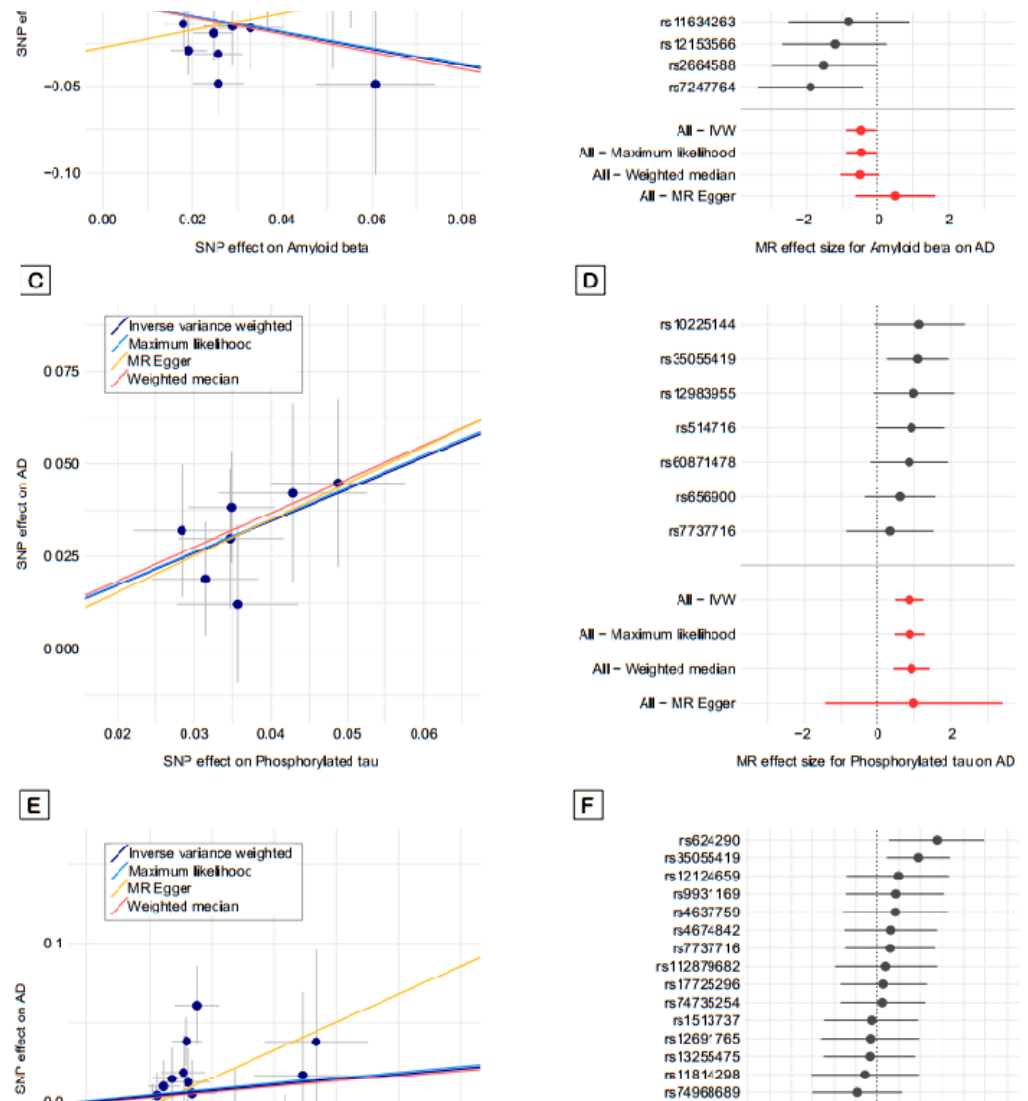 SNP ef
−0.05
−0.10
0.00 0.02 0.04 0.06 0.08
SNP effect on Amyloid beta
rs11634263
rs12153566
rs2664588
rs7247764
All − IVW
All − Maximum likelihood
All − Weighted median
All − MR Egger
−2 0 2
MR effect size for Amyloid beta on AD
C
Inverse variance weighted
Maximum likelihood
MR Egger
Weighted median
SNP effect on AD
0.075
0.050
0.025
0.000
0.02 0.03 0.04 0.05 0.06
SNP effect on Phosphorylated tau
D
rs10225144
rs35055419
rs12983955
rs514716
rs60871478
rs656900
rs7737716
All − IVW
All − Maximum likelihood
All − Weighted median
All − MR Egger
−2 0 2
MR effect size for Phosphorylated tau on AD
E
Inverse variance weighted
Maximum likelihood
MR Egger
Weighted median
SNP effect on AD
0.1
0.0
F
rs624290
rs35055419
rs12124659
rs9931169
rs4637759
rs4674842
rs7737716
rs112879682
rs17725296
rs74735254
rs1513737
rs12691765
rs13255475
rs11814298
rs74968689